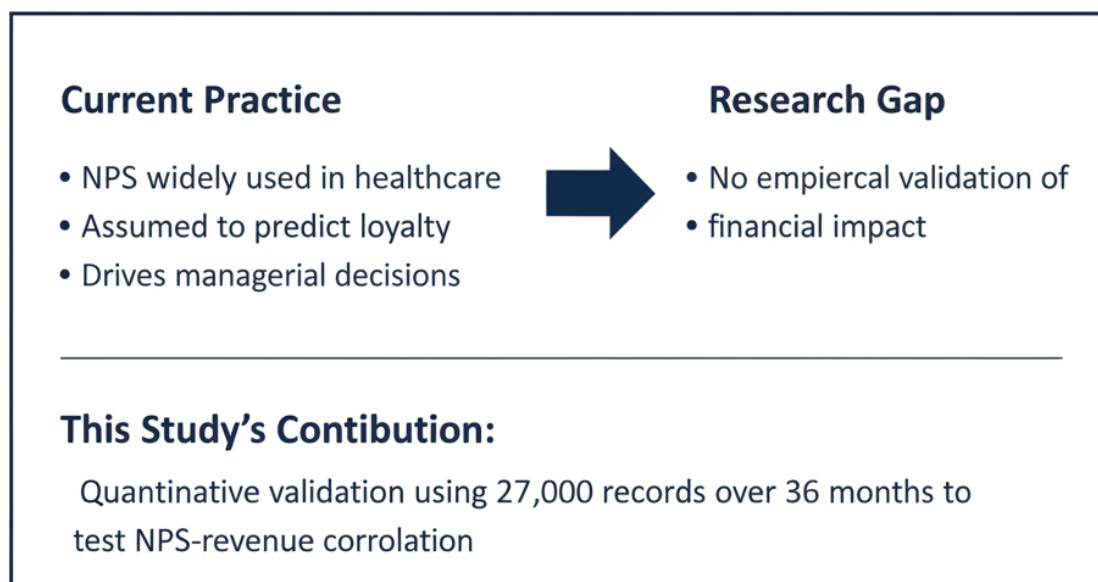 Current Practice
• NPS widely used in healthcare
• Assumed to predict loyalty
• Drives managerial decisions
Research Gap
• No empiercal validation of
• financial impact
This Study’s Contibution:
Quantinative validation using 27,000 records over 36 months to
test NPS-revenue corrolation